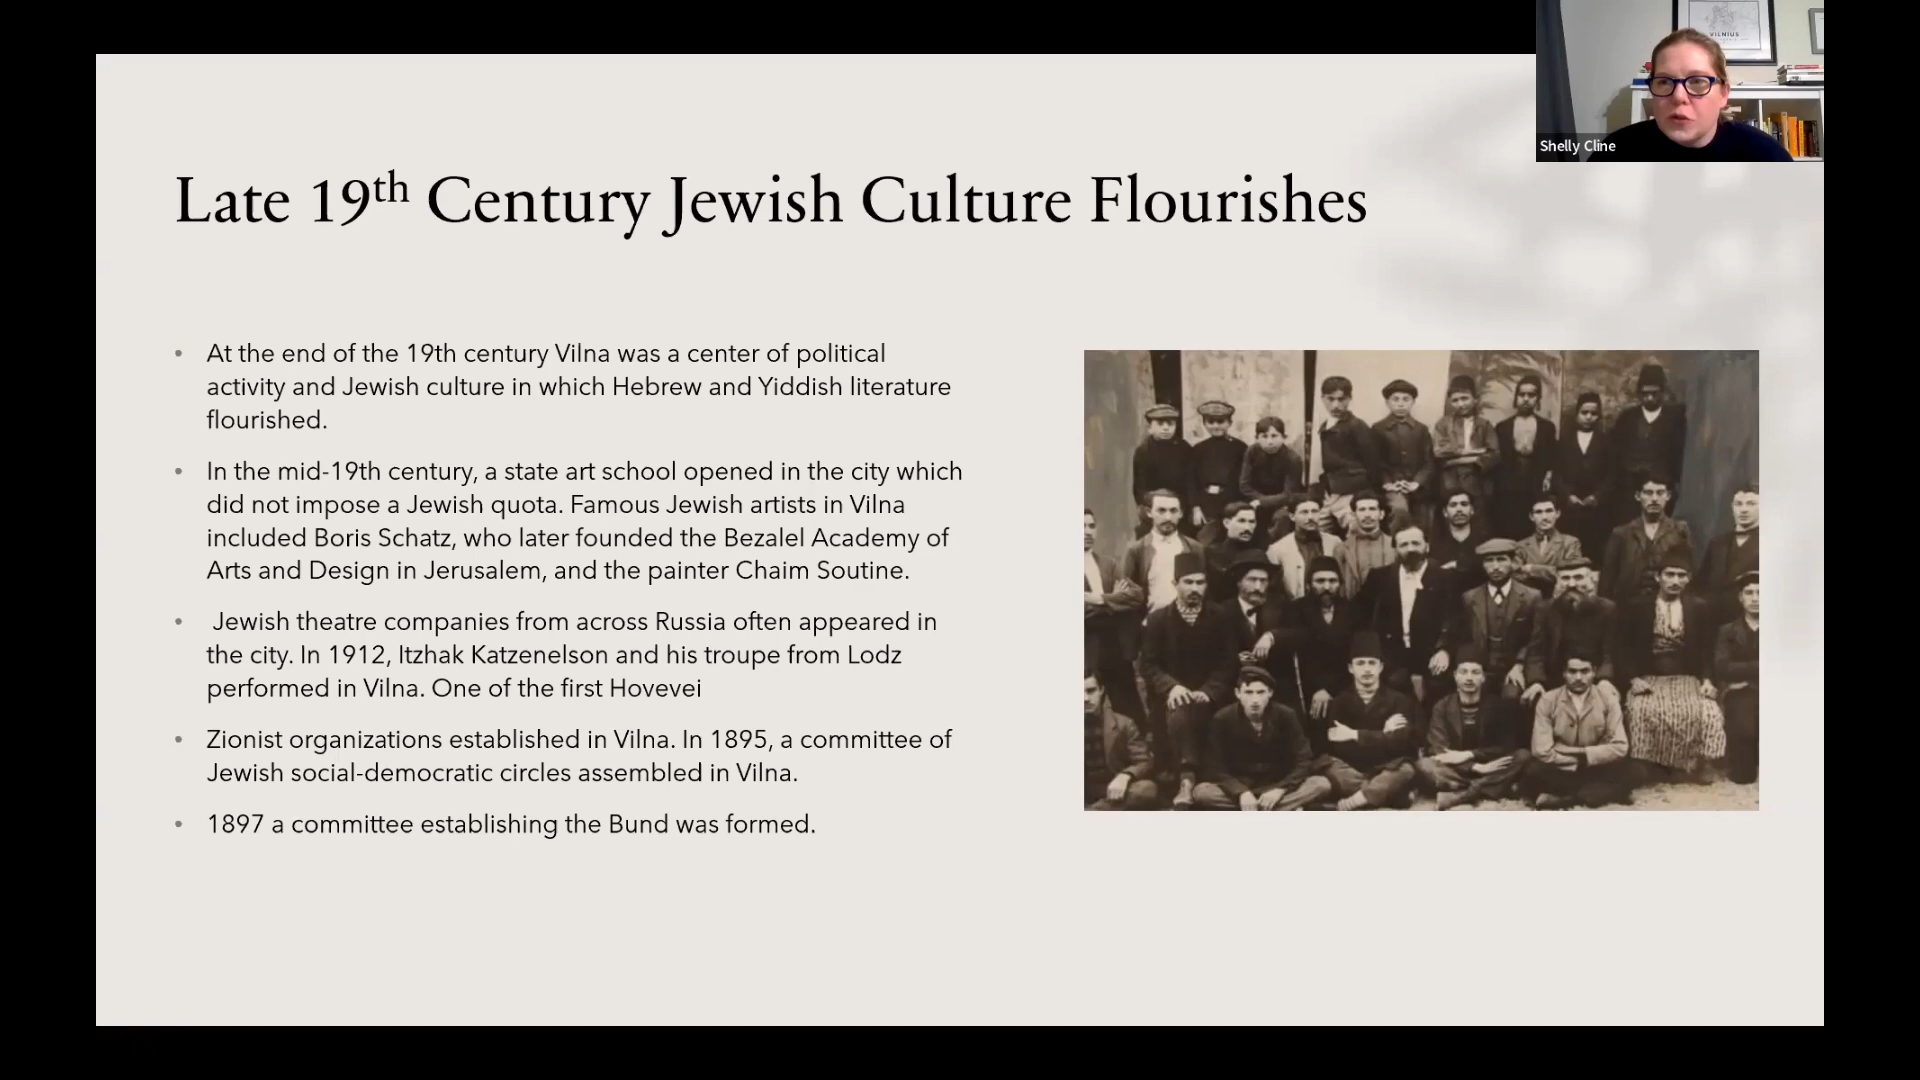 VILNIUS
Shelly Cline
Late 19th Century Jewish Culture Flourishes
• At the end of the 19th century Vilna was a center of political
activity and Jewish culture in which Hebrew and Yiddish literature
flourished.
• In the mid-19th century, a state art school opened in the city which
did not impose a Jewish quota. Famous Jewish artists in Vilna
included Boris Schatz, who later founded the Bezalel Academy of
Arts and Design in Jerusalem, and the painter Chaim Soutine.
• Jewish theatre companies from across Russia often appeared in
the city. In 1912, Itzhak Katzenelson and his troupe from Lodz
performed in Vilna. One of the first Hovevei
• Zionist organizations established in Vilna. In 1895, a committee of
Jewish social-democratic circles assembled in Vilna.
• 1897 a committee establishing the Bund was formed.